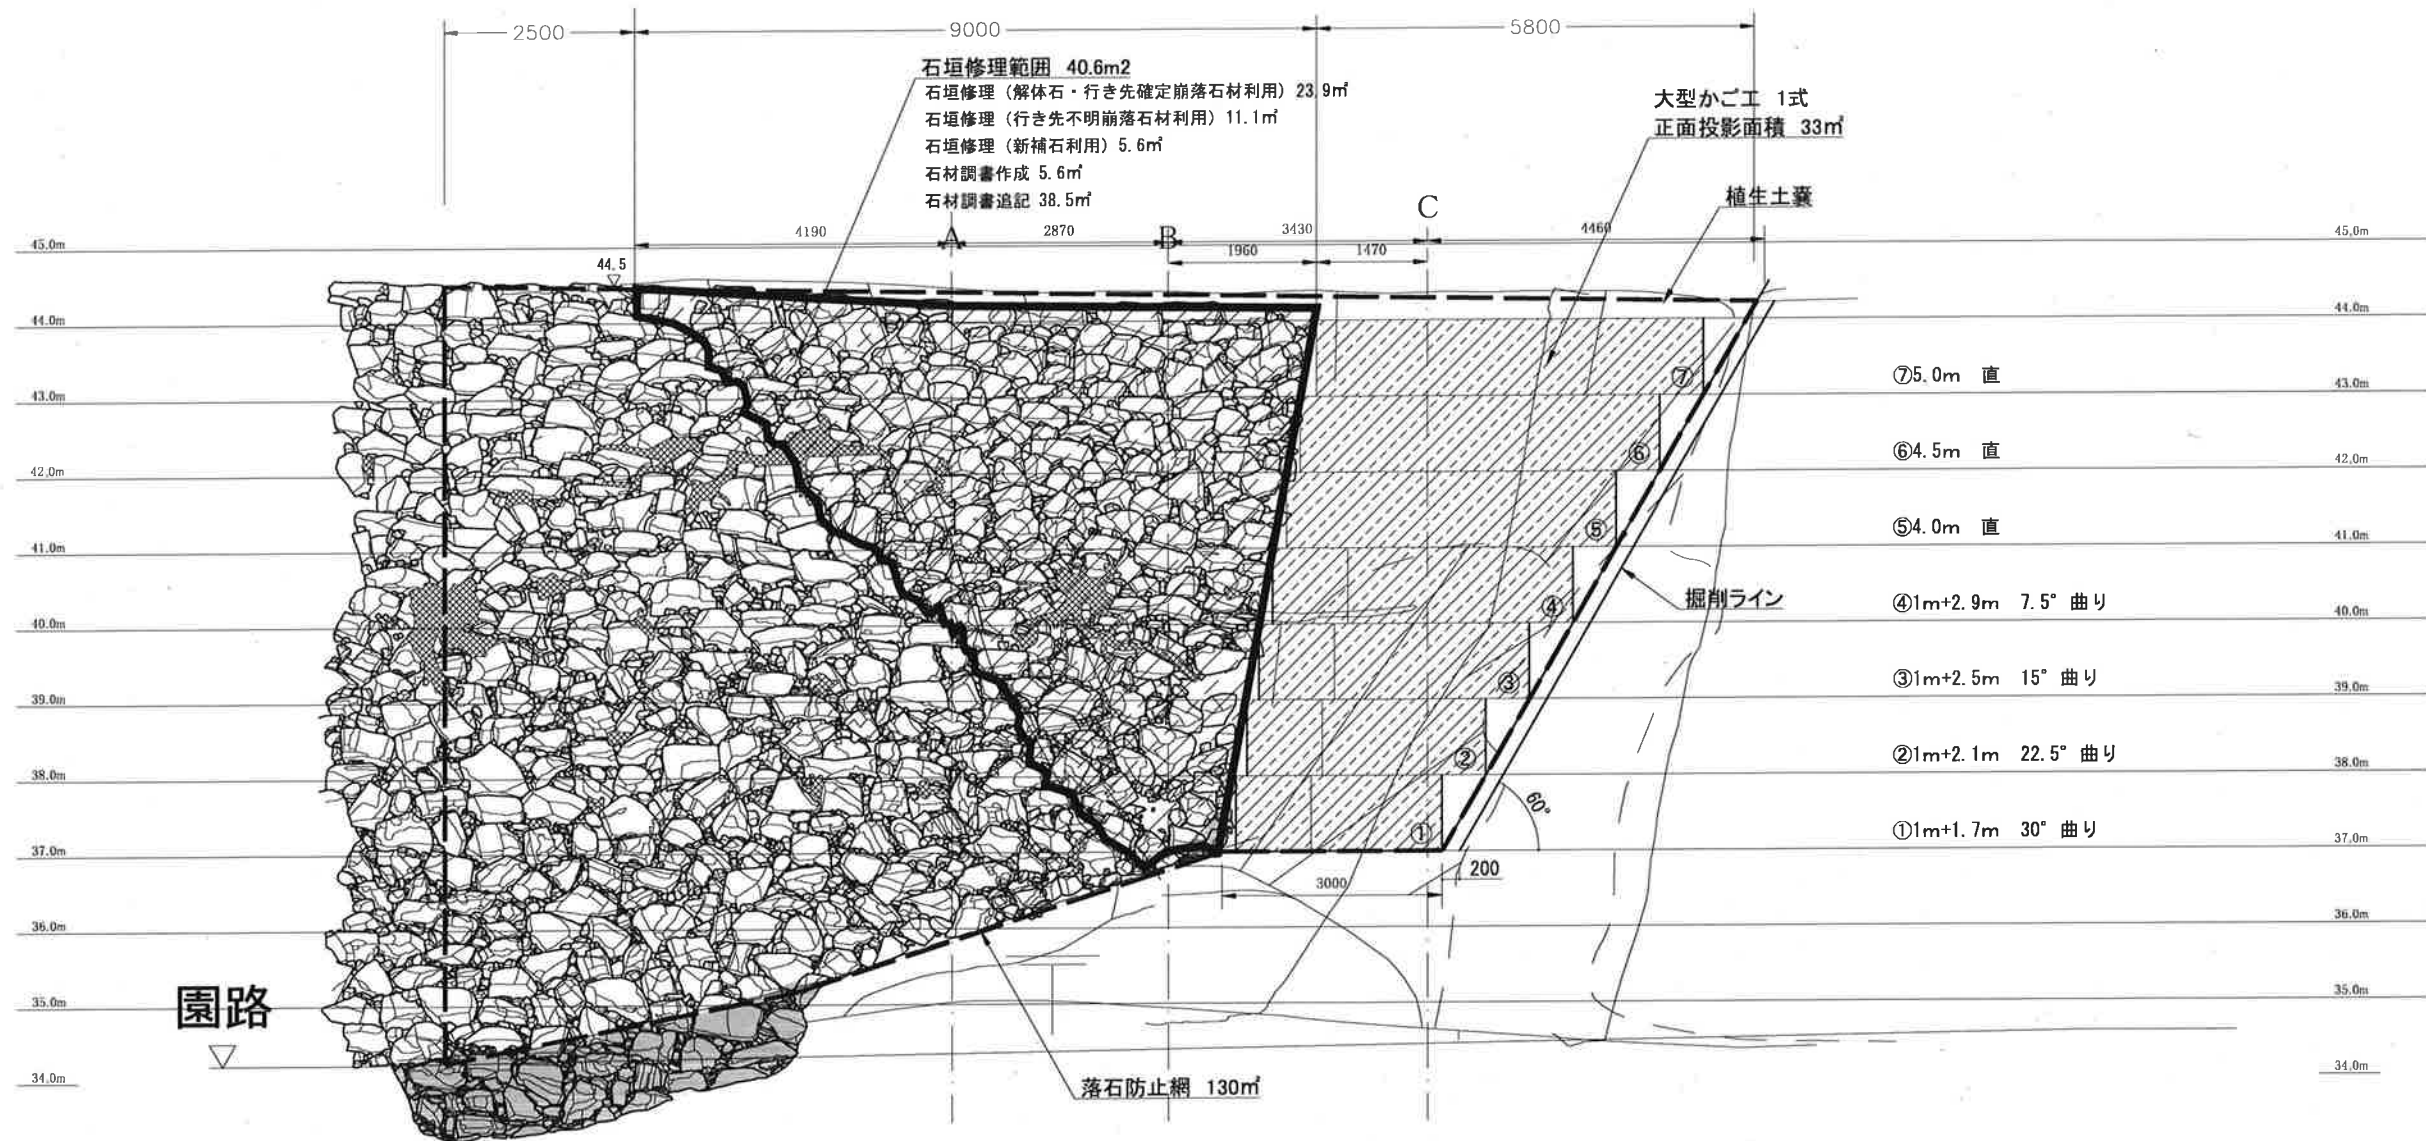 2500
9000
5800
石垣修理範囲 40.6m2
石垣修理（解体石・行き先確定崩落石材利用）23.9㎡
石垣修理（行き先不明崩落石材利用）11.1㎡
石垣修理（新補石利用）5.6㎡
石材調書作成 5.6㎡
石材調書追記 38.5㎡
大型かご工 1式
正面投影面積 33㎡
植生土嚢
4190
A
2870
B
3430
C
4460
1960
1470
45.0m
45.0m
44.5
44.0m
44.0m
⑦
⑦5.0m 直
43.0m
43.0m
⑥
⑥4.5m 直
42.0m
42.0m
⑤
⑤4.0m 直
41.0m
41.0m
掘削ライン
④
④1m+2.9m 7.5° 曲り
40.0m
40.0m
③
③1m+2.5m 15° 曲り
39.0m
39.0m
②
②1m+2.1m 22.5° 曲り
38.0m
38.0m
60°
①
①1m+1.7m 30° 曲り
37.0m
37.0m
3000
200
36.0m
36.0m
35.0m
35.0m
園路
34.0m
34.0m
落石防止網 130㎡